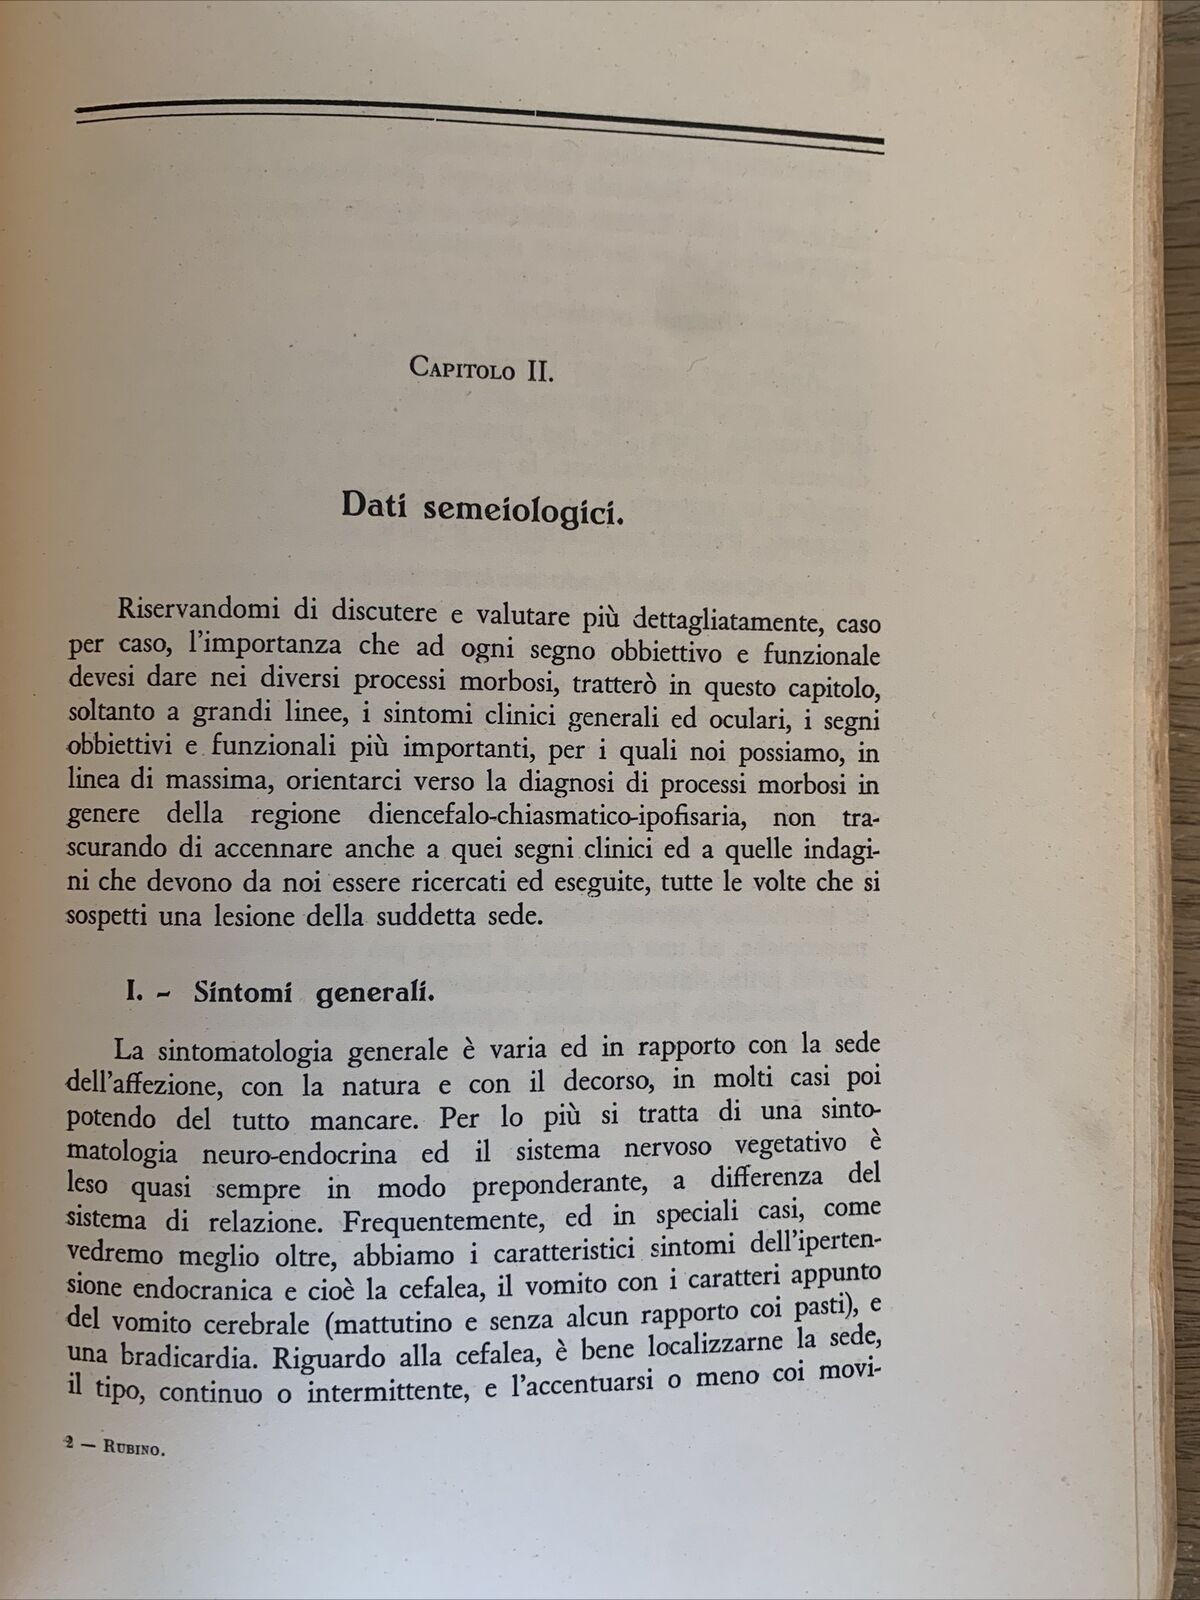 CAPITOLO II.
Dati semeiologici.
Riservandomi di discutere e valutare più dettagliatamente, caso
per caso, l'importanza che ad ogni segno obbiettivo e funzionale
devesi dare nei diversi processi morbosi, tratterò in questo capitolo,
soltanto a grandi linee, i sintomi clinici generali ed oculari, i segni
obbiettivi e funzionali più importanti, per i quali noi possiamo, in
linea di massima, orientarci verso la diagnosi di processi morbosi in
genere della regione diencefalo-chiasmatico-ipofisaria, non tra-
scurando di accennare anche a quei segni clinici ed a quelle indagi-
ni che devono da noi essere ricercati ed eseguite, tutte le volte che si
sospetti una lesione della suddetta sede.
I. - Sintomi generali.
La sintomatologia generale è varia ed in rapporto con la sede
dell'affezione, con la natura e con il decorso, in molti casi poi
potendo del tutto mancare. Per lo più si tratta di una sinto-
matologia neuro-endocrina ed il sistema nervoso vegetativo è
leso quasi sempre in modo preponderante, a differenza del
sistema di relazione. Frequentemente, ed in speciali casi, come
vedremo meglio oltre, abbiamo i caratteristici sintomi dell'iperten-
sione endocranica e cioè la cefalea, il vomito con i caratteri appunto
del vomito cerebrale (mattutino e senza alcun rapporto coi pasti), e
una bradicardia. Riguardo alla cefalea, è bene localizzarne la sede,
il tipo, continuo o intermittente, e l'accentuarsi o meno coi movi-
2 — RUBINO.